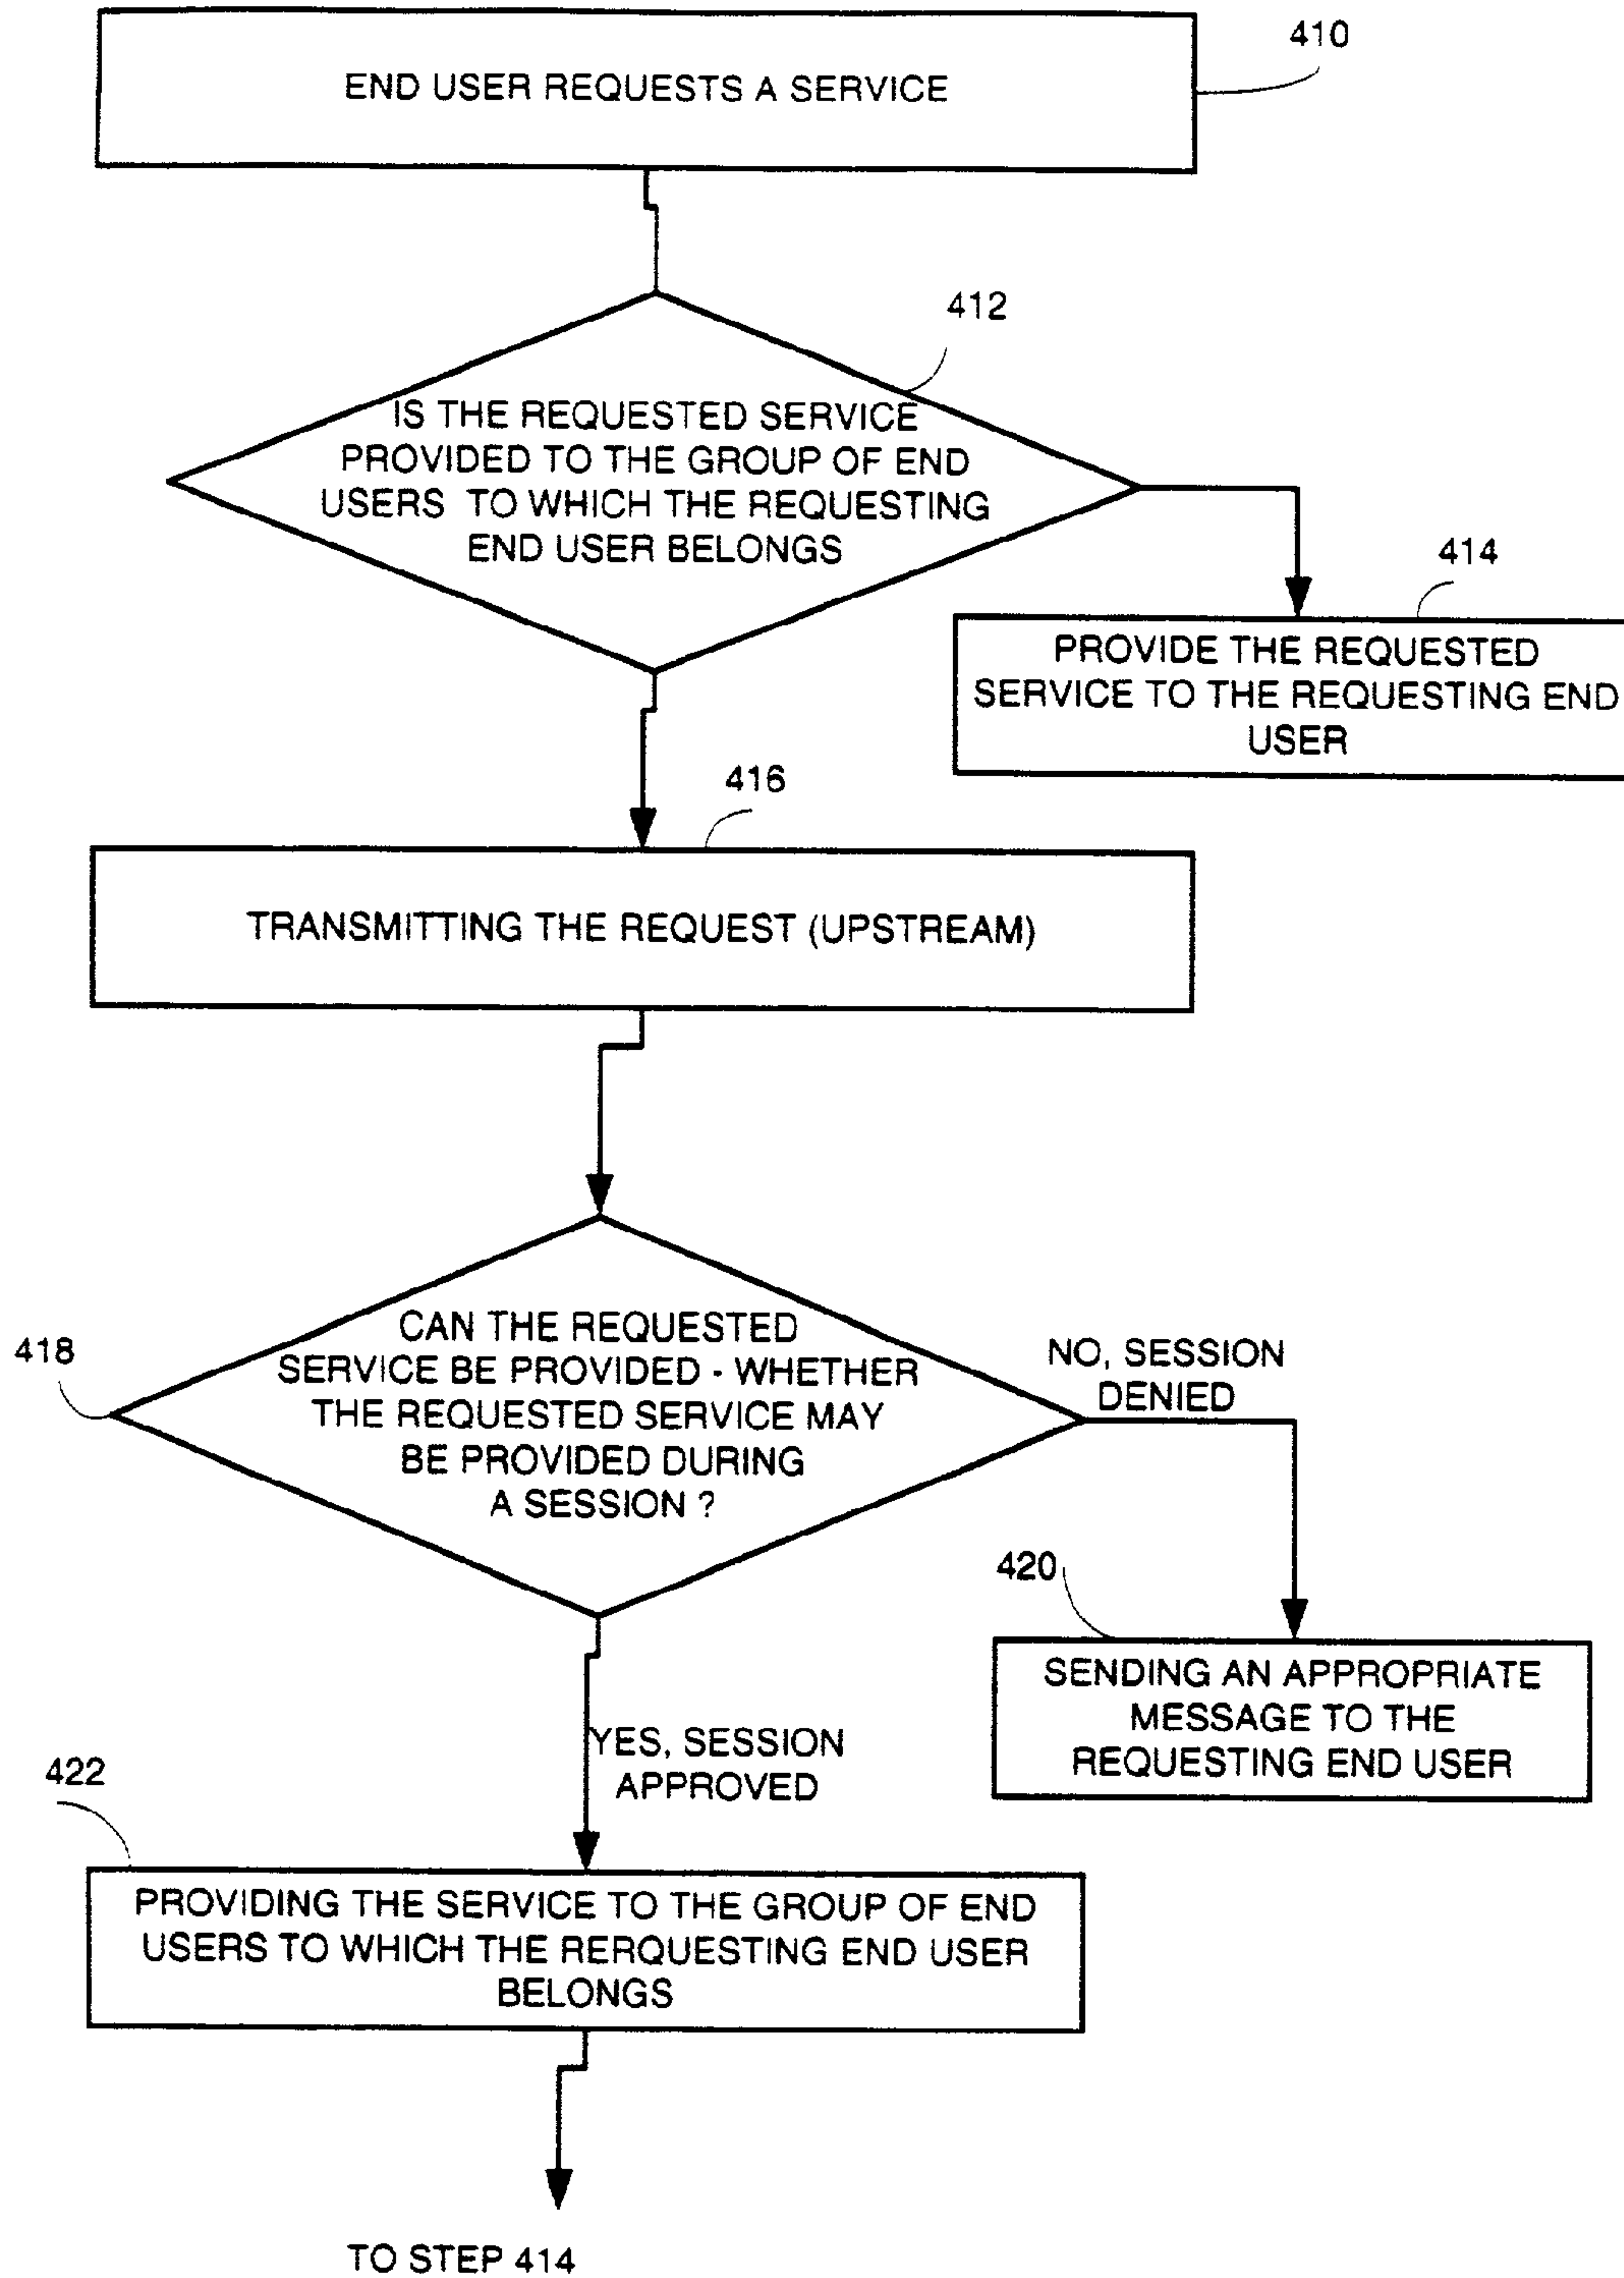 410
END USER REQUESTS A SERVICE
412
IS THE REQUESTED SERVICE
PROVIDED TO THE GROUP OF END
USERS TO WHICH THE REQUESTING
END USER BELONGS
414
PROVIDE THE REQUESTED
SERVICE TO THE REQUESTING END
USER
416
TRANSMITTING THE REQUEST (UPSTREAM)
418
CAN THE REQUESTED
SERVICE BE PROVIDED - WHETHER
THE REQUESTED SERVICE MAY
BE PROVIDED DURING
A SESSION ?
NO, SESSION
DENIED
420
SENDING AN APPROPRIATE
MESSAGE TO THE
REQUESTING END USER
YES, SESSION
APPROVED
422
PROVIDING THE SERVICE TO THE GROUP OF END
USERS TO WHICH THE RERQUESTING END USER
BELONGS
TO STEP 414